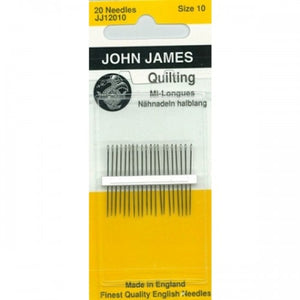 20 Needles Size 10
JJ12010
JOHN JAMES
Quilting
Mi-Longues
Nähnadeln halblang
Made in England
Finest Quality English Needles